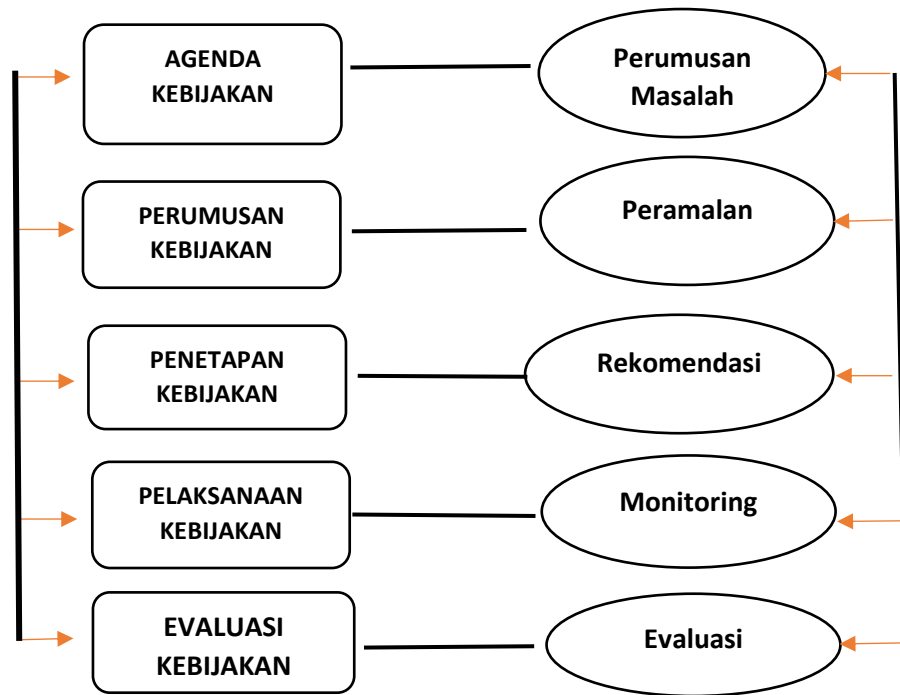 AGENDA
KEBIJAKAN
Perumusan
Masalah
PERUMUSAN
KEBIJAKAN
Peramalan
PENETAPAN
KEBIJAKAN
Rekomendasi
PELAKSANAAN
KEBIJAKAN
Monitoring
EVALUASI
KEBIJAKAN
Evaluasi